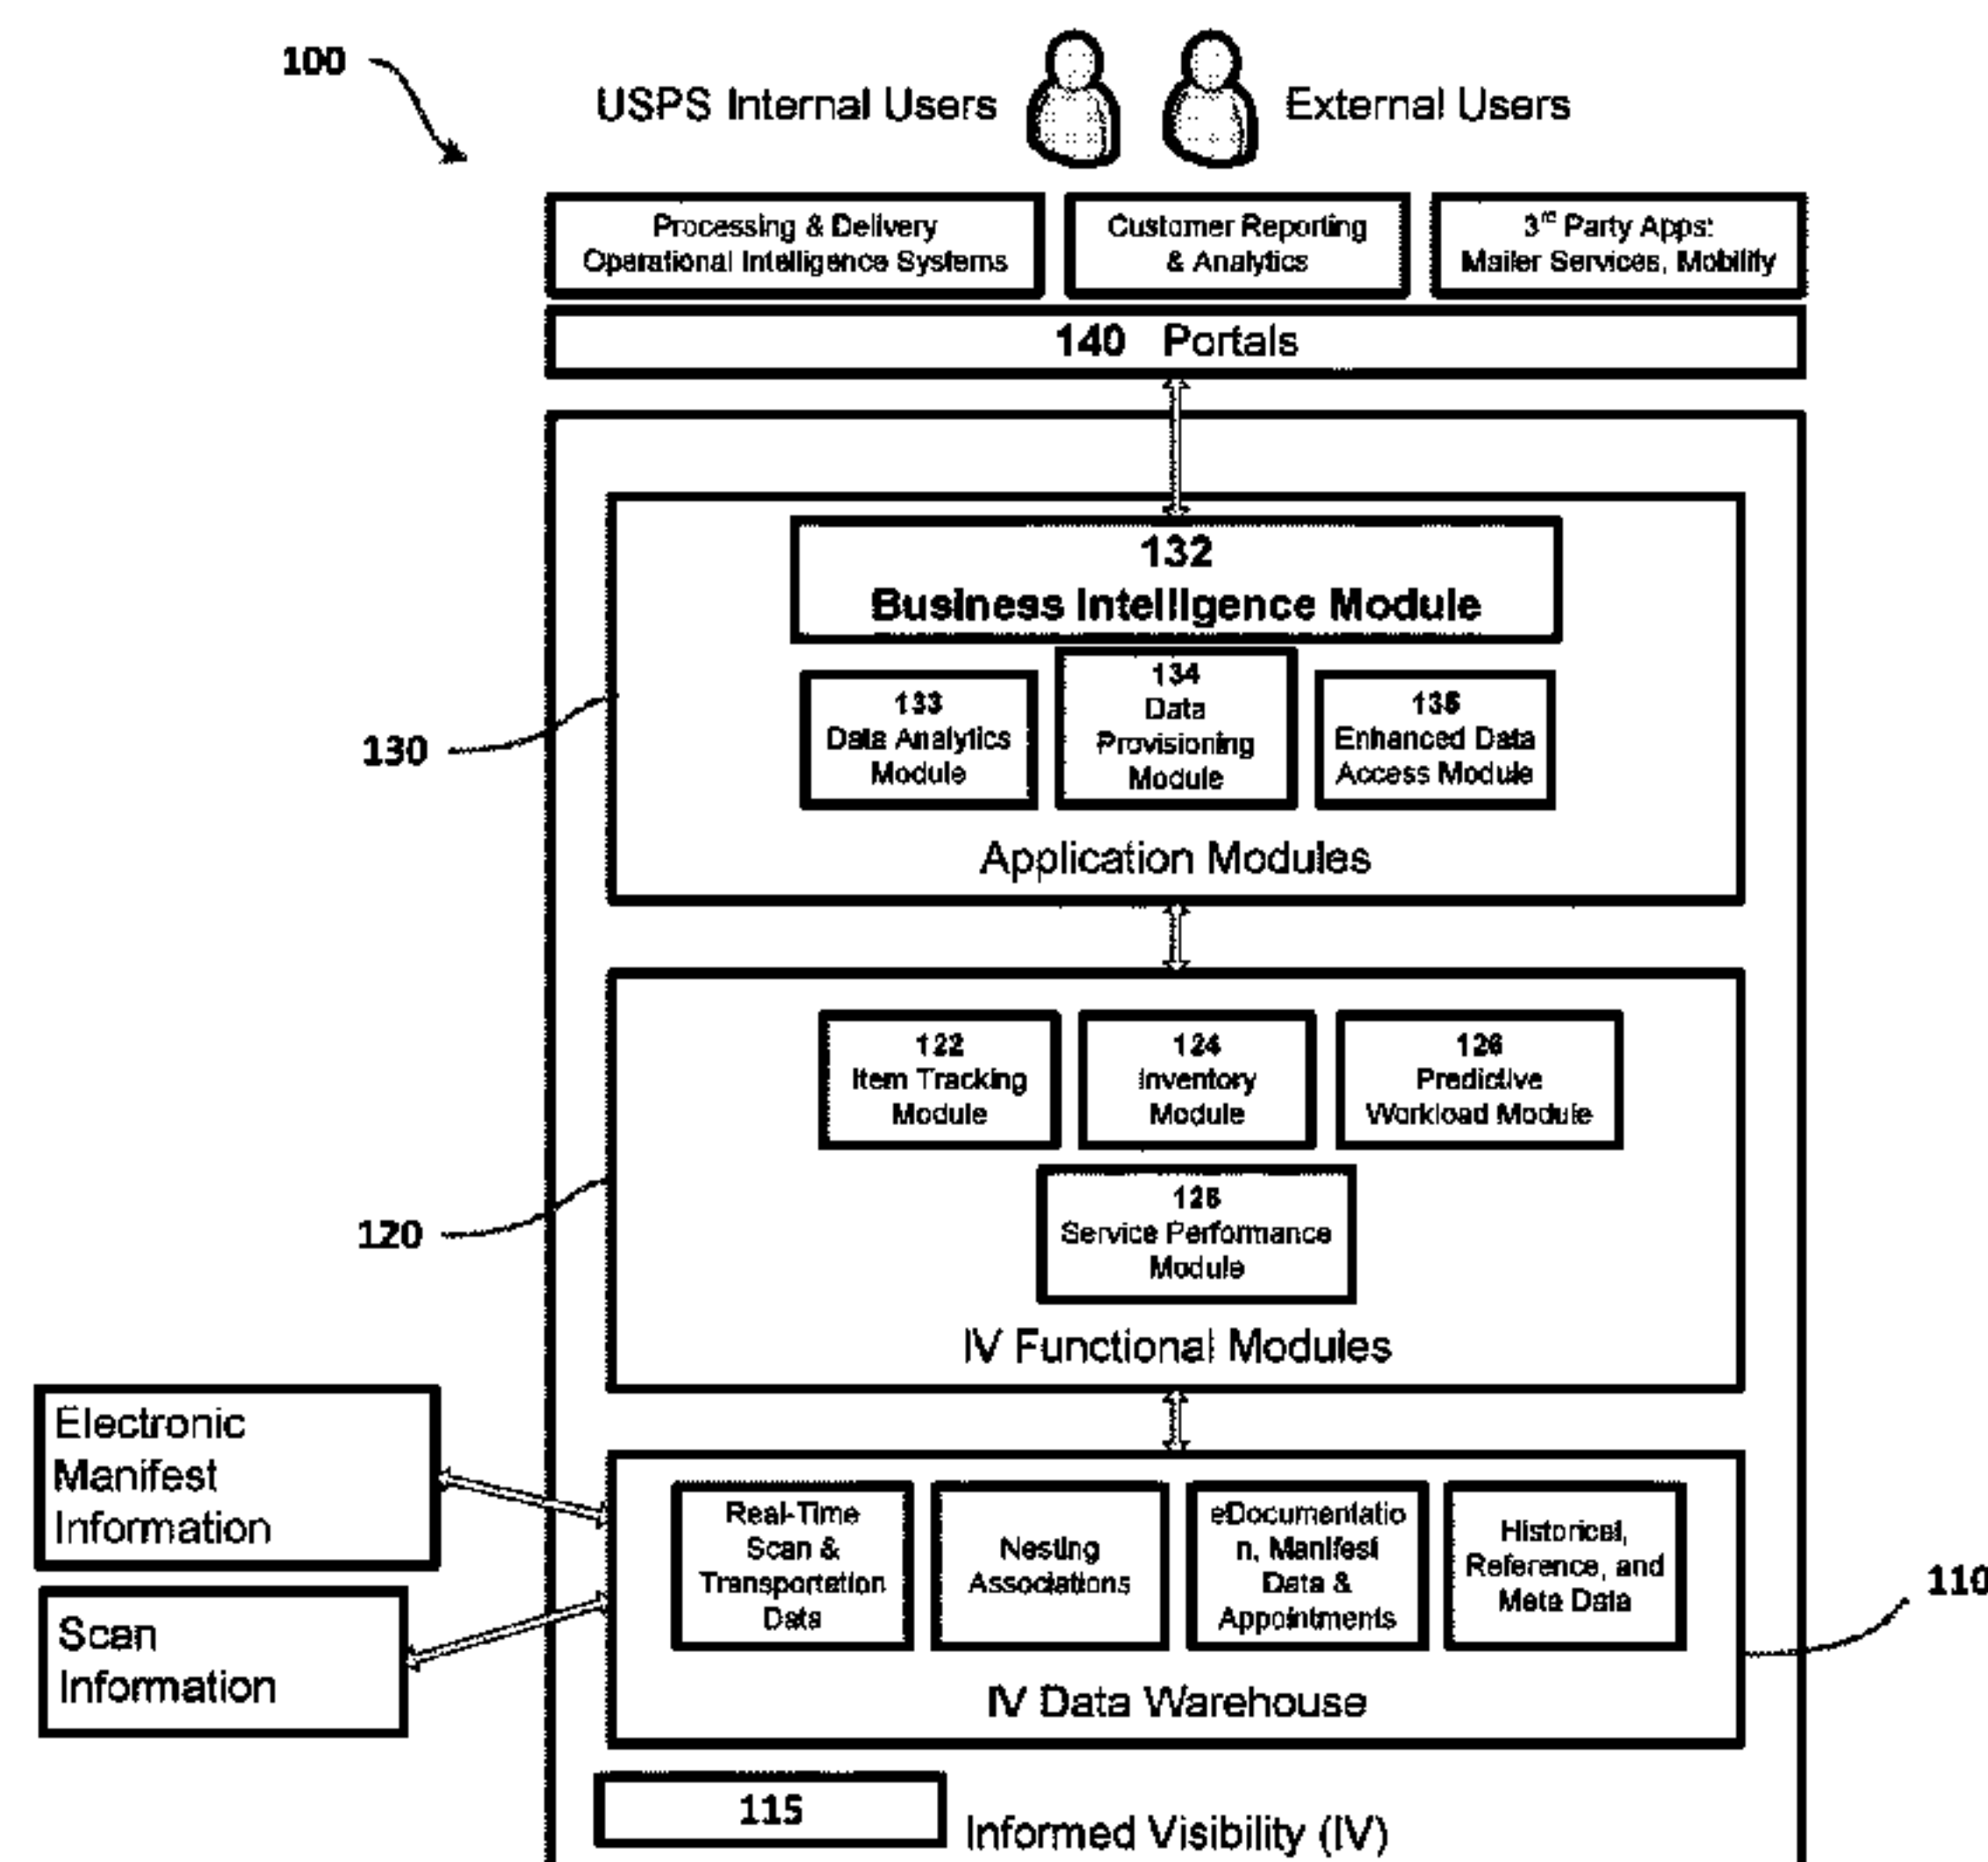 100
USPS Internal Users
External Users
Processing & Delivery
Operational Intelligence Systems
Customer Reporting
& Analytics
3rd Party Apps:
Mailer Services, Mobility
140 Portals
132
Business Intelligence Module
133
Data Analytics
Module
134
Data
Provisioning
Module
135
Enhanced Data
Access Module
130
Application Modules
122
Item Tracking
Module
124
Inventory
Module
126
Predictive
Workload Module
128
Service Performance
Module
120
IV Functional Modules
Electronic
Manifest
Information
Scan
Information
Real-Time
Scan &
Transportation
Data
Nesting
Associations
eDocumentatio
n, Manifest
Data &
Appointments
Historical,
Reference, and
Meta Data
110
IV Data Warehouse
115
Informed Visibility (IV)